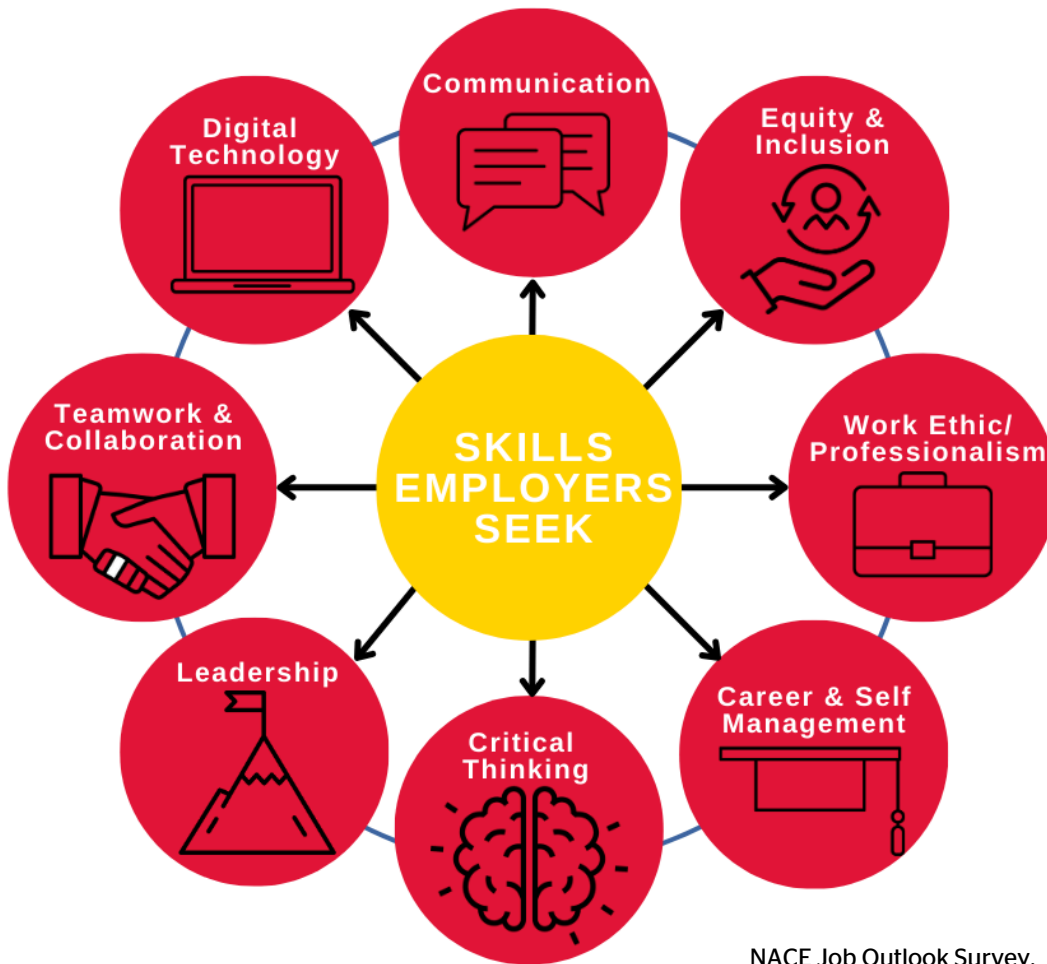 Communication
Equity &
Inclusion
Digital
Technology
Teamwork &
Collaboration
SKILLS
EMPLOYERS
SEEK
Work Ethic/
Professionalism
Leadership
Critical
Thinking
Career & Self
Management
NACE Job Outlook Survey.